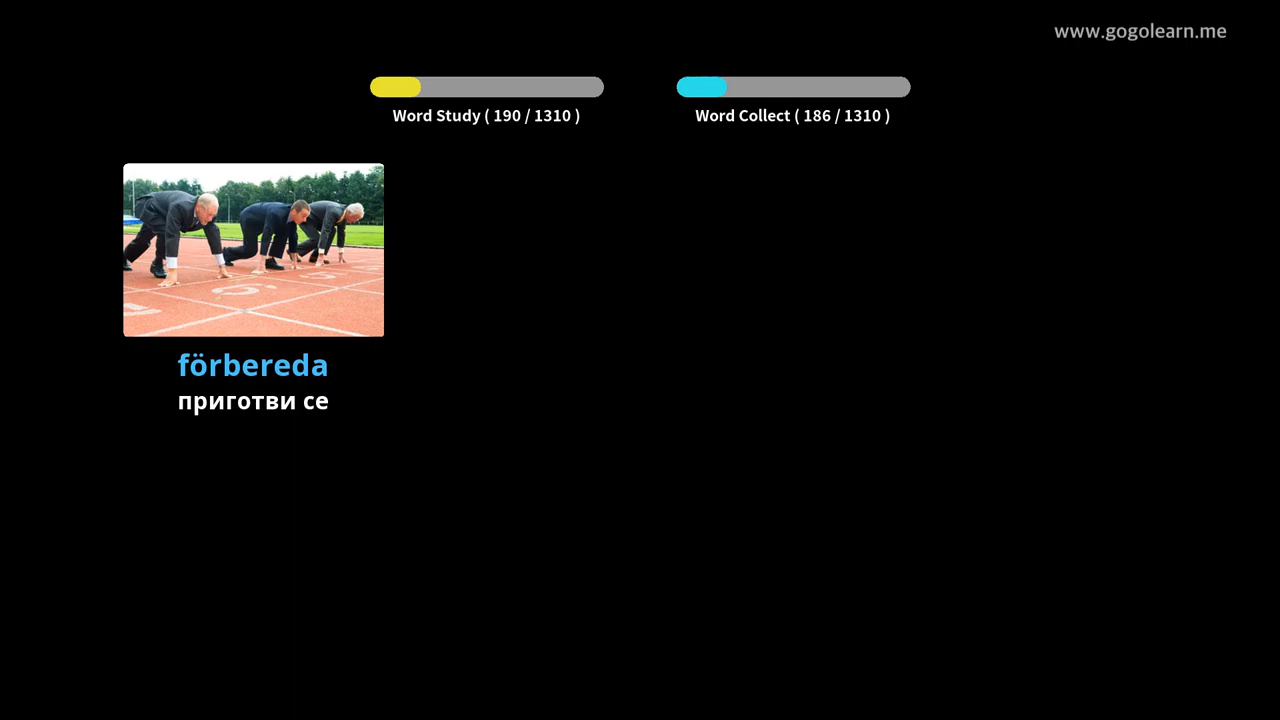 www.gogolearn.me
Word Study ( 190 / 1310 )
Word Collect ( 186 / 1310 )
förbereda
приготви се